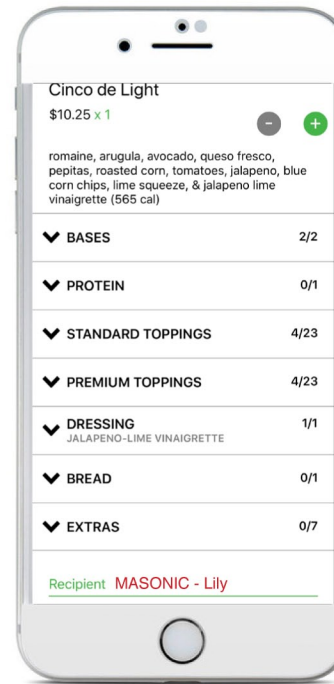 Cinco de Light
$10.25 x 1
- +
romaine, arugula, avocado, queso fresco,
pepitas, roasted corn, tomatoes, jalapeno, blue
corn chips, lime squeeze, & jalapeno lime
vinaigrette (565 cal)
BASES 2/2
PROTEIN 0/1
STANDARD TOPPINGS 4/23
PREMIUM TOPPINGS 4/23
DRESSING 1/1
JALAPENO-LIME VINAIGRETTE
BREAD 0/1
EXTRAS 0/7
Recipient MASONIC - Lily